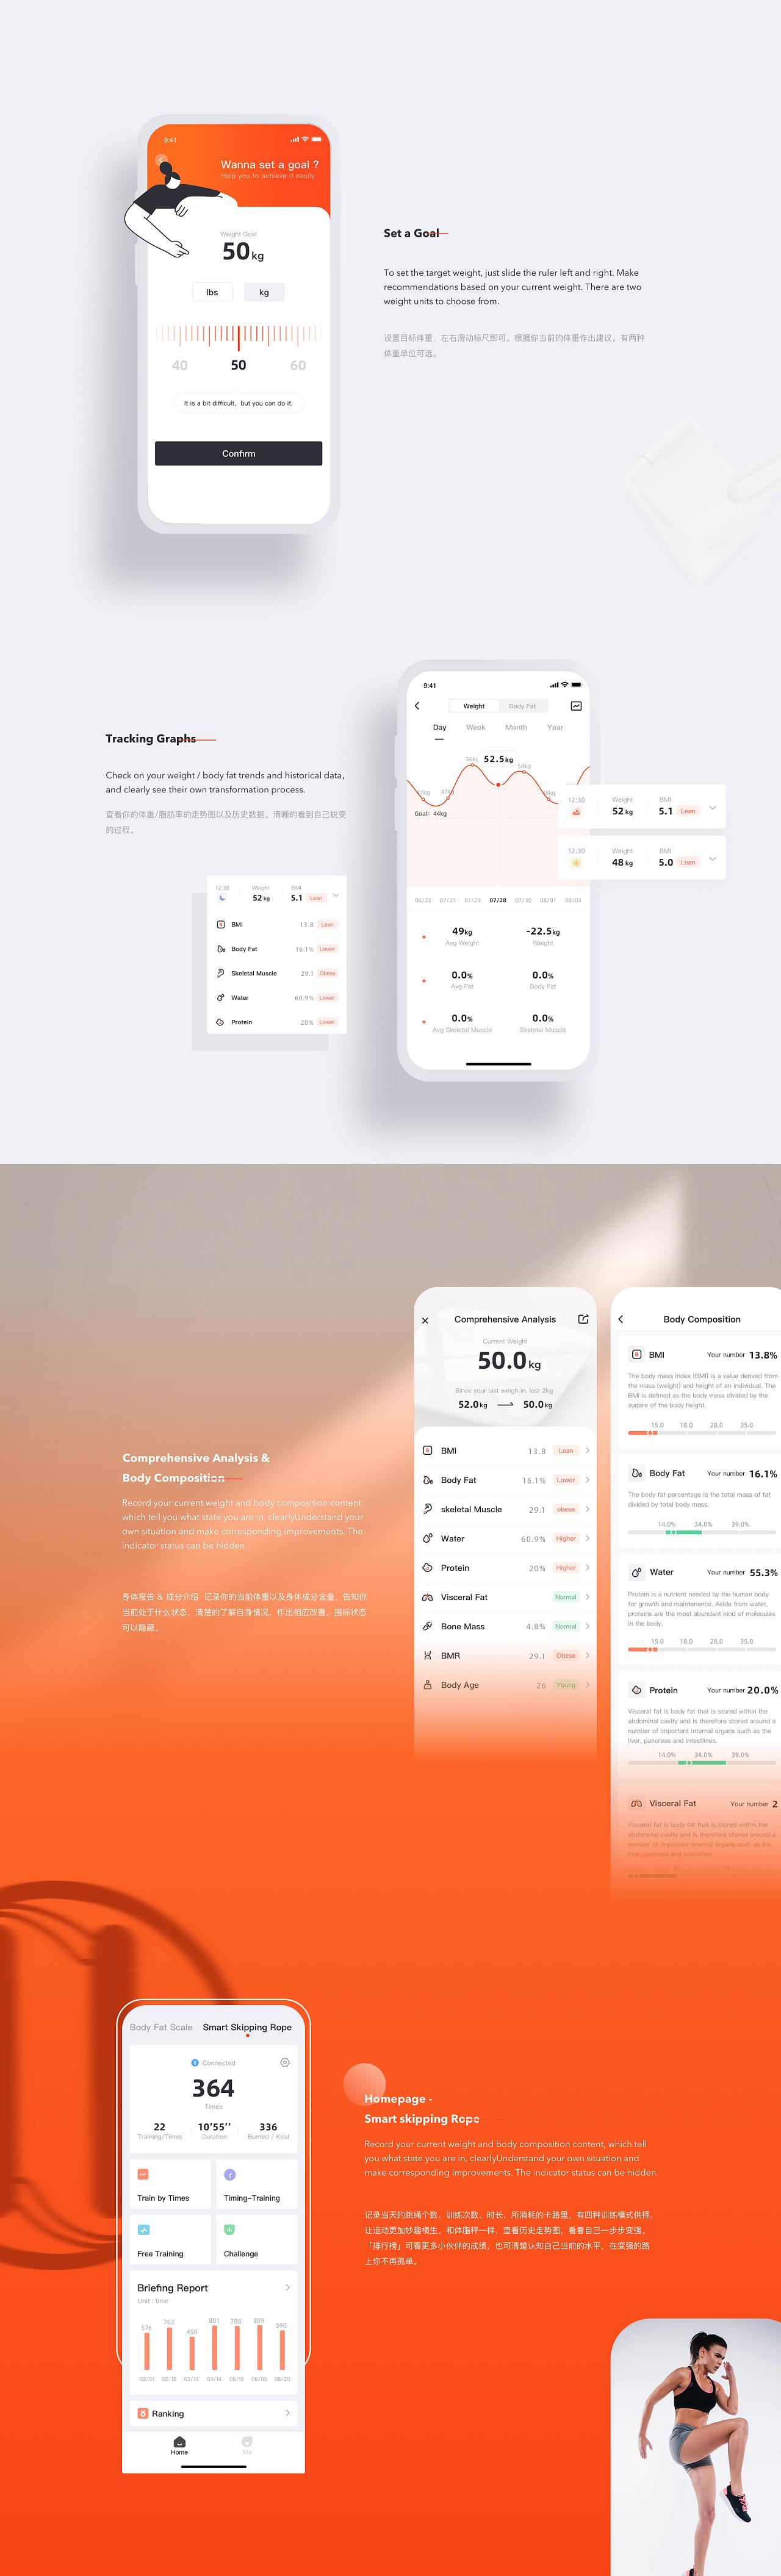 9:41
Wanna set a goal ?
Help you to achieve it easily
Weight Goal
50kg
lbs
kg
40
50
60
It is a bit difficult, but you can do it.
Confirm
Set a Goal
To set the target weight, just slide the ruler left and right. Make
recommendations based on your current weight. There are two
weight units to choose from.
设置目标体重，左右滑动标尺即可。根据你当前的体重作出建议。有两种
体重单位可选。
Tracking Graphs
Check on your weight / body fat trends and historical data,
and clearly see their own transformation process.
查看你的体重/脂肪率的走势图以及历史数据。清晰的看到自己蜕变
的过程。
12:30
Weight
52 kg
BMI
5.1 Lean
BMI 13.8 Lean
Body Fat 16.1% Lower
Skeletal Muscle 29.1 Obese
Water 60.9% Lower
Protein 20% Lower
9:41
Weight
Body Fat
Day
Week
Month
Year
52.5kg
54kg
47kg
Goal: 44kg
06/23 07/21 07/23 07/28 07/30 08/01 08/03
12:30
Weight
52 kg
BMI
5.1 Lean
12:30
Weight
48 kg
BMI
5.0 Lean
49kg
Avg Weight
-22.5kg
Weight
0.0%
Avg Fat
0.0%
Body Fat
0.0%
Avg Skeletal Muscle
0.0%
Skeletal Muscle
Comprehensive Analysis &
Body Composition
Record your current weight and body composition content,
which tell you what state you are in, clearlyUnderstand your
own situation and make corresponding improvements. The
indicator status can be hidden.
身体报告 & 成分介绍 记录你的当前体重以及身体成分含量，告知你
当前处于什么状态，清楚的了解自身情况，作出相应改善。指标状态
可以隐藏。
Comprehensive Analysis
Current Weight
50.0kg
Since your last weigh in, lost 2kg
52.0kg
50.0kg
BMI 13.8 Lean
Body Fat 16.1% Lower
skeletal Muscle 29.1 obese
Water 60.9% Higher
Protein 20% Higher
Visceral Fat Normal
Bone Mass 4.8% Normal
BMR 29.1 Obese
Body Age 26 Young
Body Composition
BMI Your number 13.8%
The body mass index (BMI) is a value derived from
the mass (weight) and height of an individual. The
BMI is defined as the body mass divided by the
suqare of the body height.
15.0 18.0 28.0 35.0
Body Fat Your number 16.1%
The body fat percentage is the total mass of fat
divided by total body mass.
14.0% 34.0% 39.0%
Water Your number 55.3%
Protein is a nutrient needed by the human body
for growth and maintenance. Aside from water,
proteins are the most abundant kind of molecules
in the body.
15.0 18.0 28.0 35.0
Protein Your number 20.0%
Visceral fat is body fat that is stored within the
abdominal cavity and is therefore stored around a
number of important internal organs such as the
liver, pancreas and intestines.
14.0% 34.0% 39.0%
Visceral Fat Your number 2
Visceral fat is body fat that is stored within the
abdominal cavity and is therefore stored around a
number of important internal organs such as the
liver,pancreas and intestines.
10 15
Body Fat Scale
Smart Skipping Rope
Connected
364
Times
22
Training/Times
10'55''
Duration
336
Burned / Kcal
Train by Times
Timing-Training
Free Training
Challenge
Briefing Report
Unit : time
576 762 450 801 788 809 590
02/01 02/12 03/12 04/14 05/15 06/05 06/20
Ranking
Home
Me
Homepage -
Smart skipping Rope
Record your current weight and body composition content, which tell
you what state you are in, clearlyUnderstand your own situation and
make corresponding improvements. The indicator status can be hidden.
记录当天的跳绳个数、训练次数、时长、所消耗的卡路里。有四种训练模式供择，
让运动更加妙趣横生。和体脂秤一样，查看历史走势图，看着自己一步步变强。
「排行榜」可看更多小伙伴的成绩，也可清楚认知自己当前的水平，在变强的路
上你不再孤单。